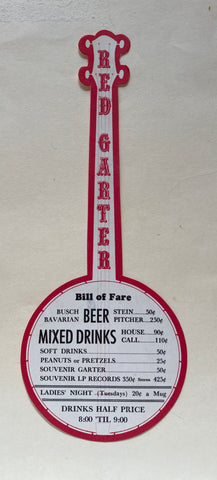 RED GARTER
Bill of Fare
BUSCH BAVARIAN BEER STEIN.....50¢ PITCHER....250¢
MIXED DRINKS HOUSE.....90¢ CALL.......110¢
SOFT DRINKS..................50¢
PEANUTS or PRETZELS..........25¢
SOUVENIR GARTER..............50¢
SOUVENIR LP RECORDS 350¢ Stereo 425¢
LADIES' NIGHT (Tuesdays) 20¢ a Mug
DRINKS HALF PRICE
8:00 'TIL 9:00